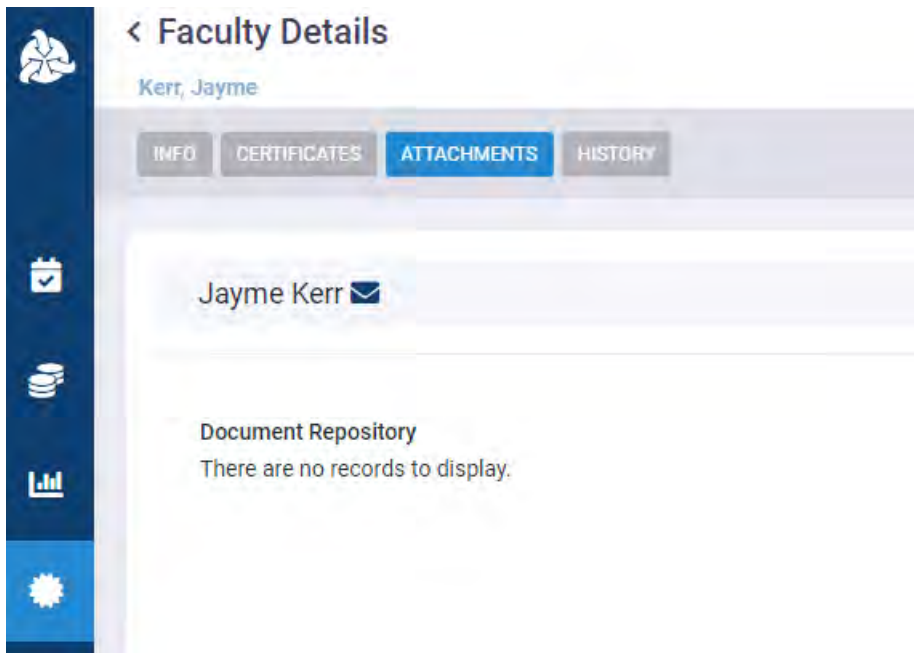 < Faculty Details
Kerr, Jayme
INFO CERTIFICATES ATTACHMENTS HISTORY
Jayme Kerr
Document Repository
There are no records to display.